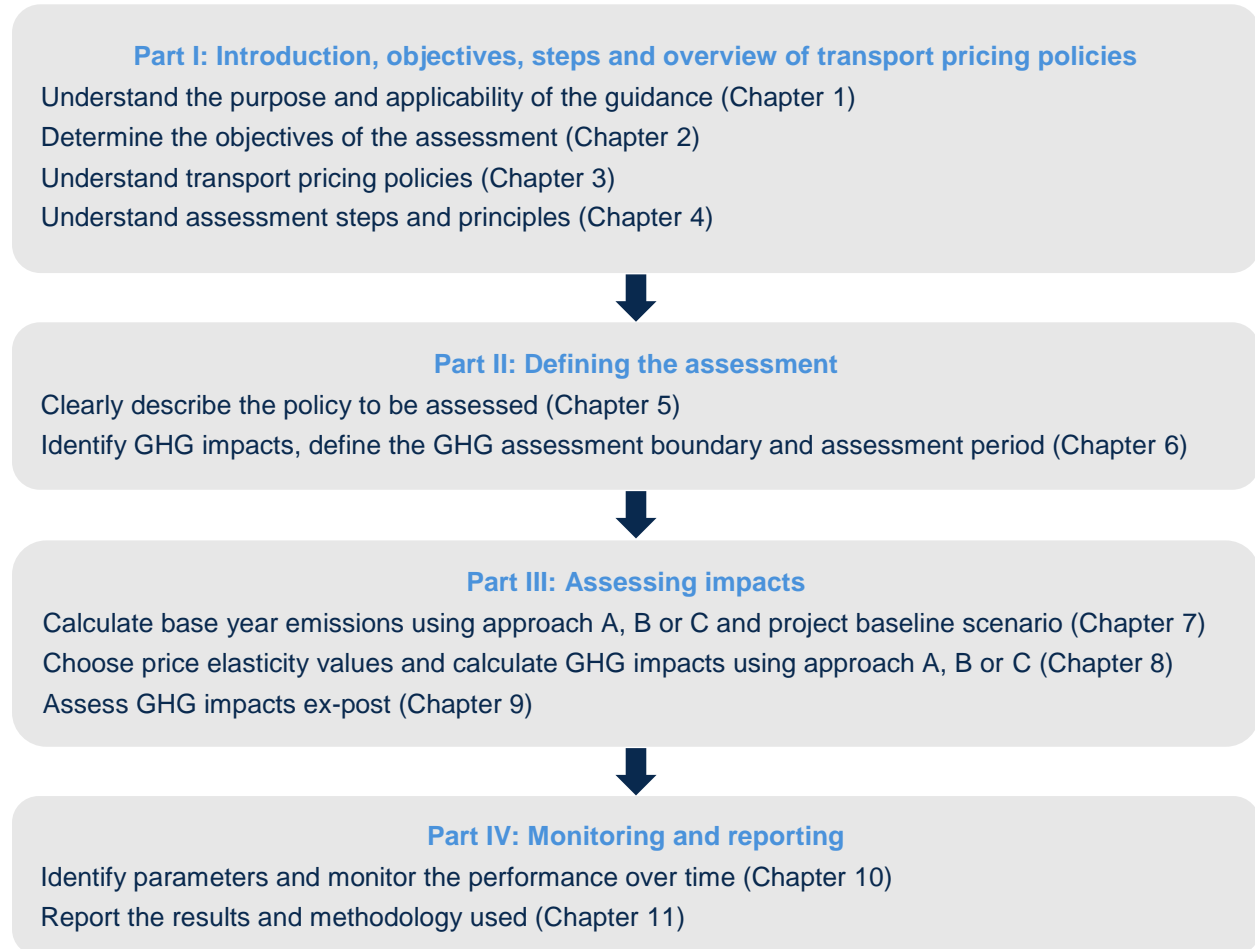 Part I: Introduction, objectives, steps and overview of transport pricing policies
Understand the purpose and applicability of the guidance (Chapter 1)
Determine the objectives of the assessment (Chapter 2)
Understand transport pricing policies (Chapter 3)
Understand assessment steps and principles (Chapter 4)
Part II: Defining the assessment
Clearly describe the policy to be assessed (Chapter 5)
Identify GHG impacts, define the GHG assessment boundary and assessment period (Chapter 6)
Part III: Assessing impacts
Calculate base year emissions using approach A, B or C and project baseline scenario (Chapter 7)
Choose price elasticity values and calculate GHG impacts using approach A, B or C (Chapter 8)
Assess GHG impacts ex-post (Chapter 9)
Part IV: Monitoring and reporting
Identify parameters and monitor the performance over time (Chapter 10)
Report the results and methodology used (Chapter 11)